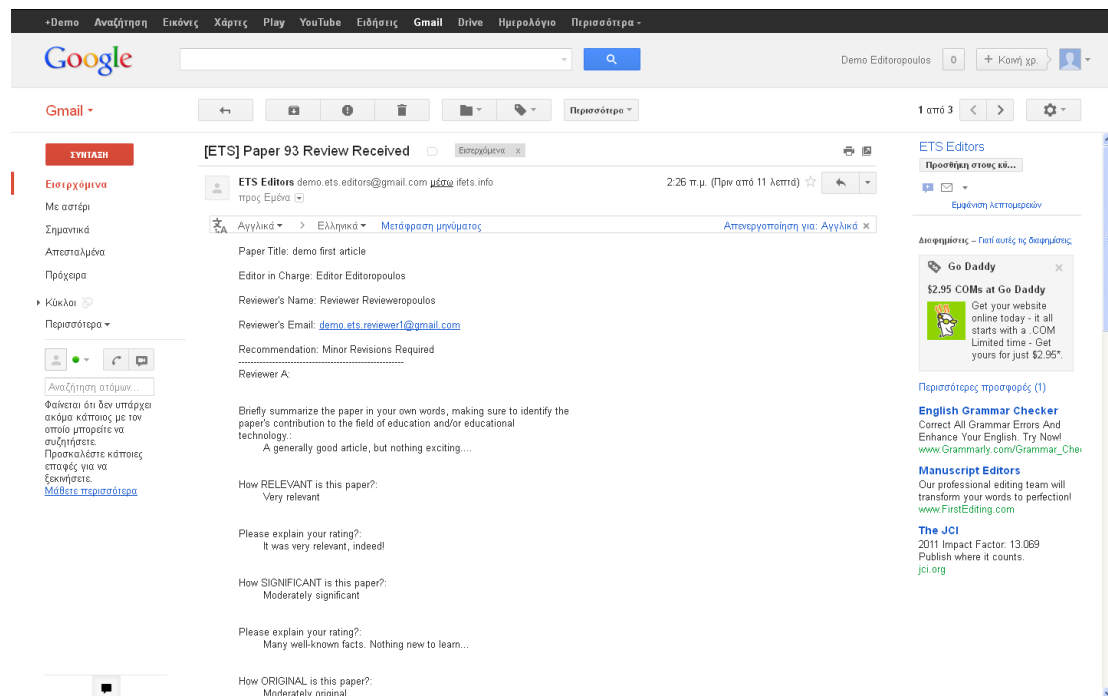 +Demo Αναζήτηση Εικόνες Χάρτες Play YouTube Ειδήσεις Gmail Drive Ημερολόγιο Περισσότερα
Google
Demo Editoropoulos 0 + Κοινή χρ.
Gmail
Περισσότερα
1 από 3
ΣΥΝΤΑΞΗ
Εισερχόμενα
Με αστέρι
Σημαντικά
Απεσταλμένα
Πρόχειρα
Κύκλοι
Περισσότερα
Αναζήτηση ατόμων...
Φαίνεται ότι δεν υπάρχει
ακόμα κάποιος με τον
οποίο μπορείτε να
συζητήσετε.
Προσκαλέστε κάποιες
επαφές για να
ξεκινήσετε.
Μάθετε περισσότερα
[ETS] Paper 93 Review Received Εισερχόμενα x
ETS Editors demo.ets.editors@gmail.com μέσω ifets.info 2:26 π.μ. (Πριν από 11 λεπτά)
προς Εμένα
Αγγλικά > Ελληνικά Μετάφραση μηνύματος Απενεργοποίηση για: Αγγλικά x
Paper Title: demo first article
Editor in Charge: Editor Editoropoulos
Reviewer's Name: Reviewer Revieweropoulos
Reviewer's Email: demo.ets.reviewer1@gmail.com
Recommendation: Minor Revisions Required
------------------------------------------------------
Reviewer A:
Briefly summarize the paper in your own words, making sure to identify the
paper's contribution to the field of education and/or educational
technology.:
A generally good article, but nothing exciting....
How RELEVANT is this paper?:
Very relevant
Please explain your rating?:
It was very relevant, indeed!
How SIGNIFICANT is this paper?:
Moderately significant
Please explain your rating?:
Many well-known facts. Nothing new to learn...
How ORIGINAL is this paper?:
Moderately original
ETS Editors
Προσθήκη στους κύ...
Εμφάνιση λεπτομερειών
Διαφημίσεις – Γιατί αυτές τις διαφημίσεις;
Go Daddy x
$2.95 COMs at Go Daddy
Get your website
online today - it all
starts with a .COM
Limited time - Get
yours for just $2.95*.
Περισσότερες προσφορές (1)
English Grammar Checker
Correct All Grammar Errors And
Enhance Your English. Try Now!
www.Grammarly.com/Grammar_Che
Manuscript Editors
Our professional editing team will
transform your words to perfection!
www.FirstEditing.com
The JCI
2011 Impact Factor: 13.069
Publish where it counts.
jci.org